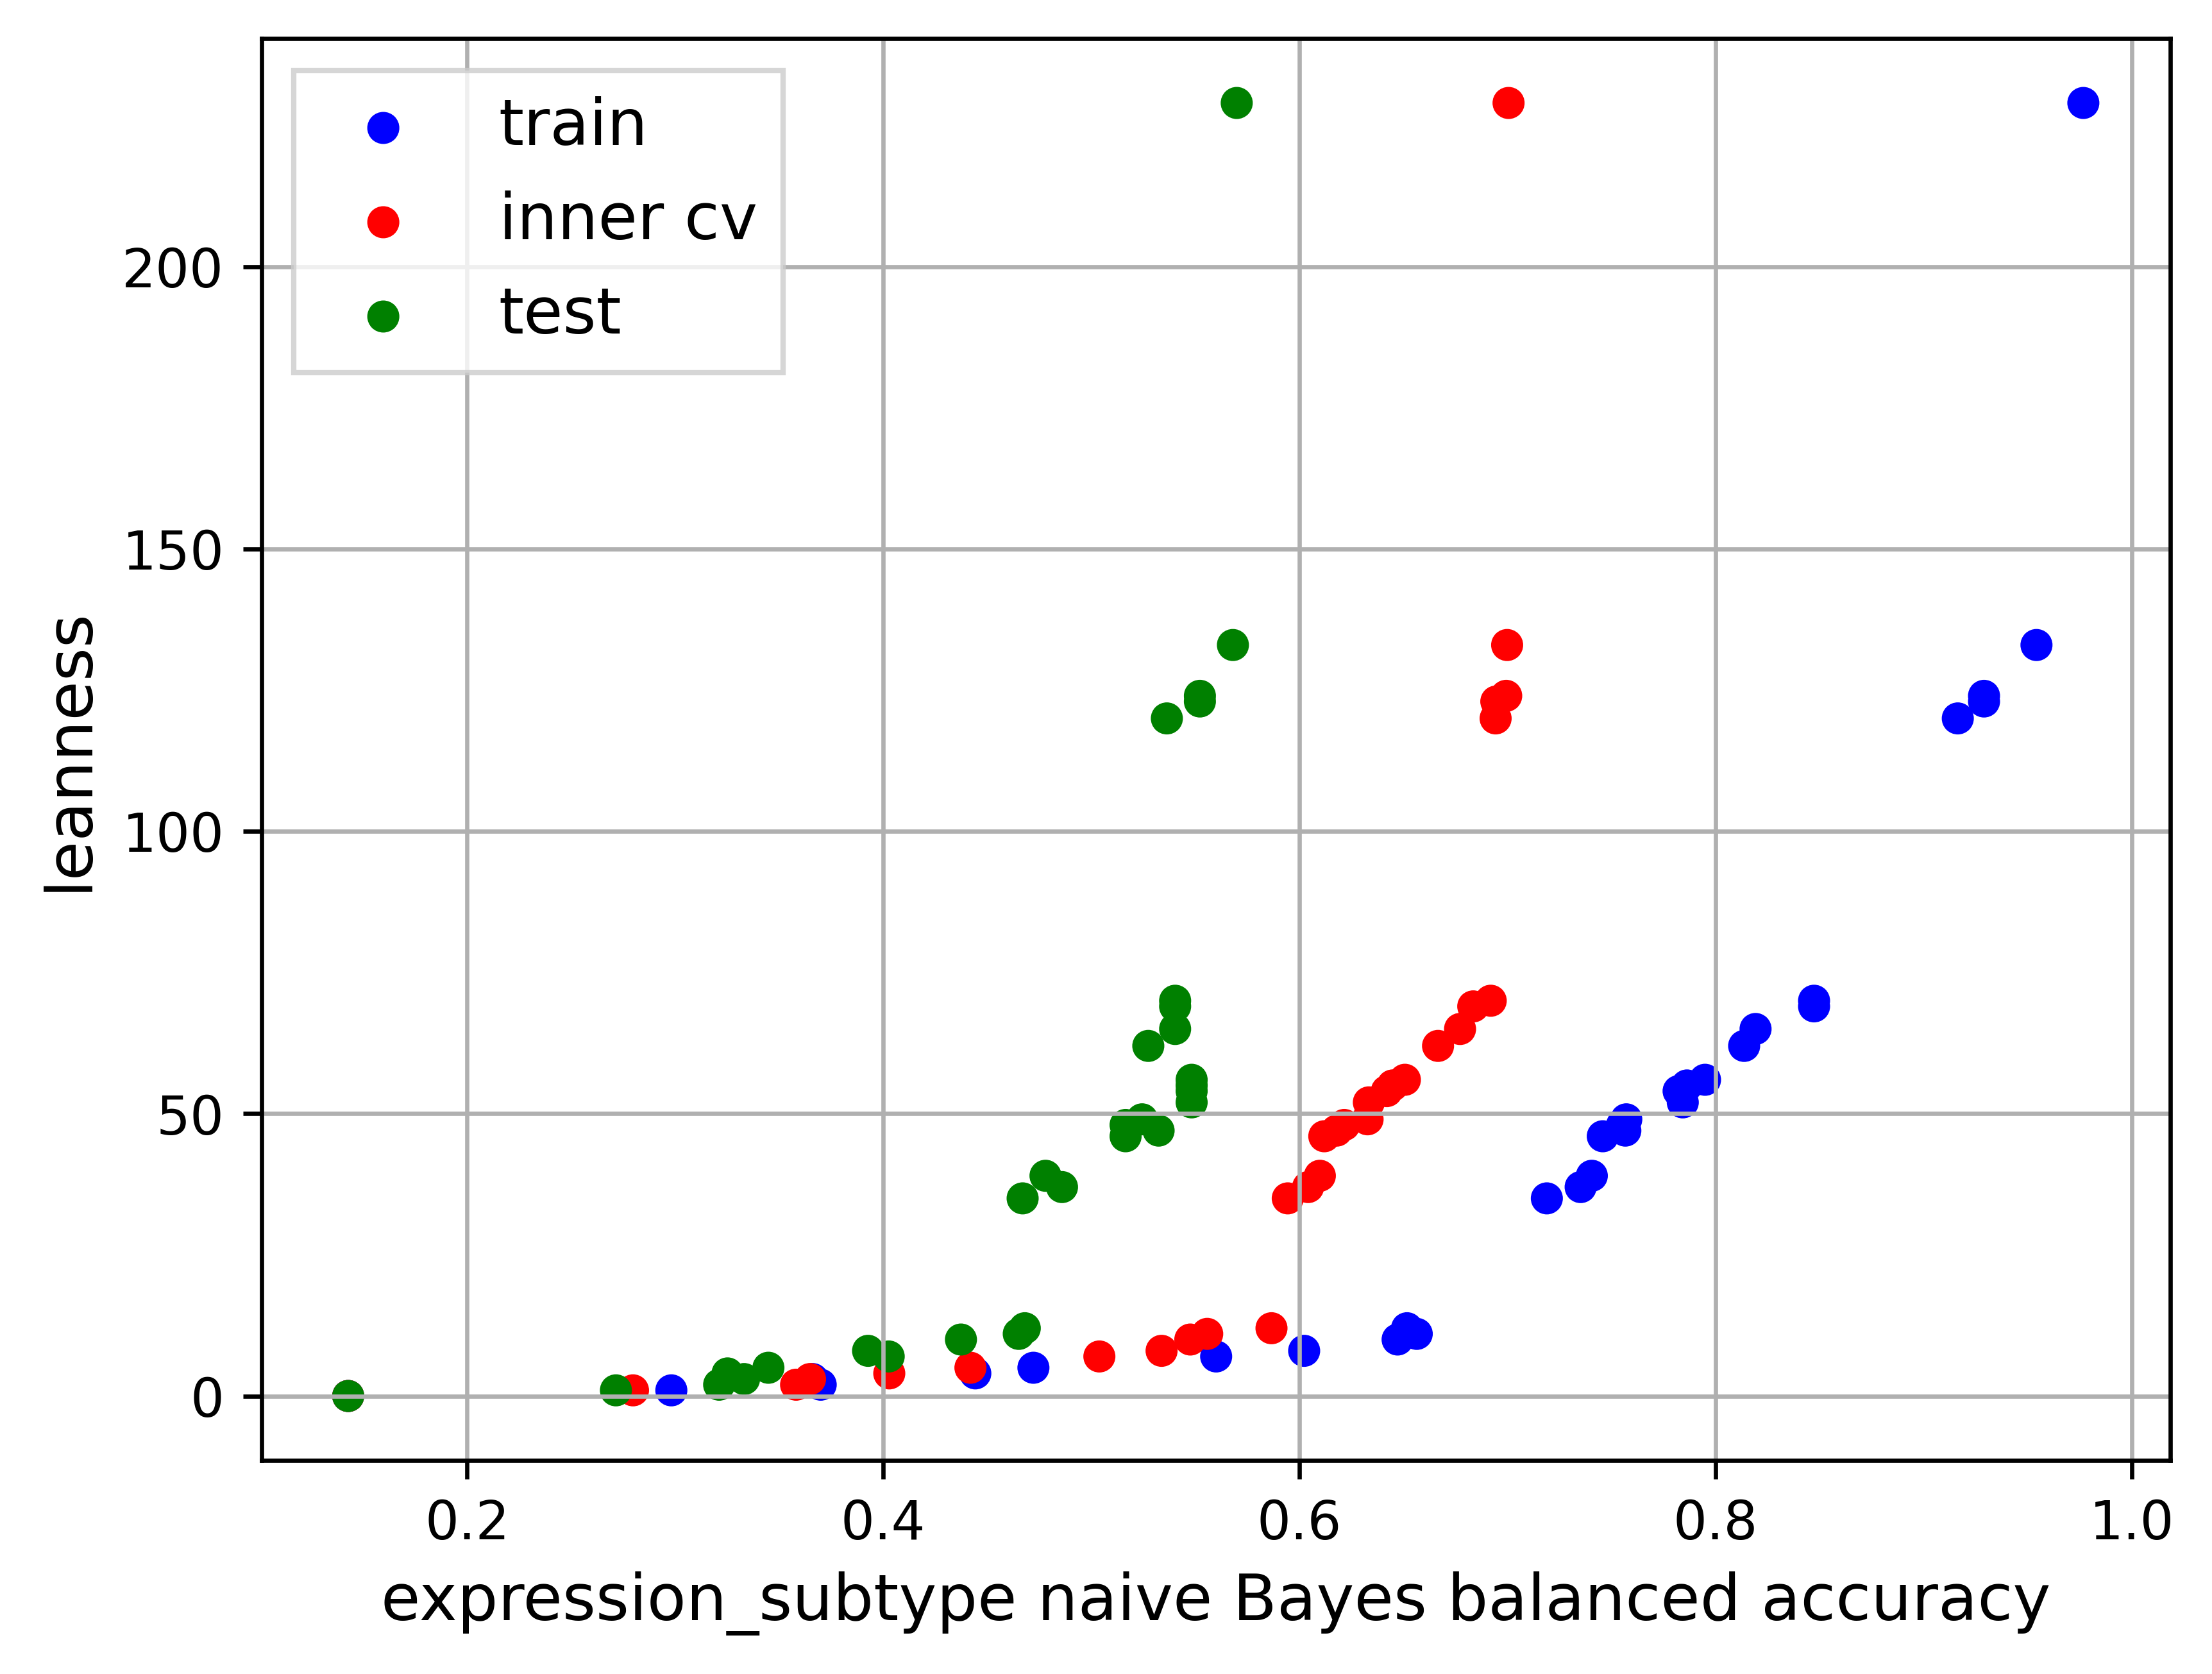 train
inner cv
test
200
150
100
50
0
leanness
0.2 0.4 0.6 0.8 1.0
expression_subtype naive Bayes balanced accuracy